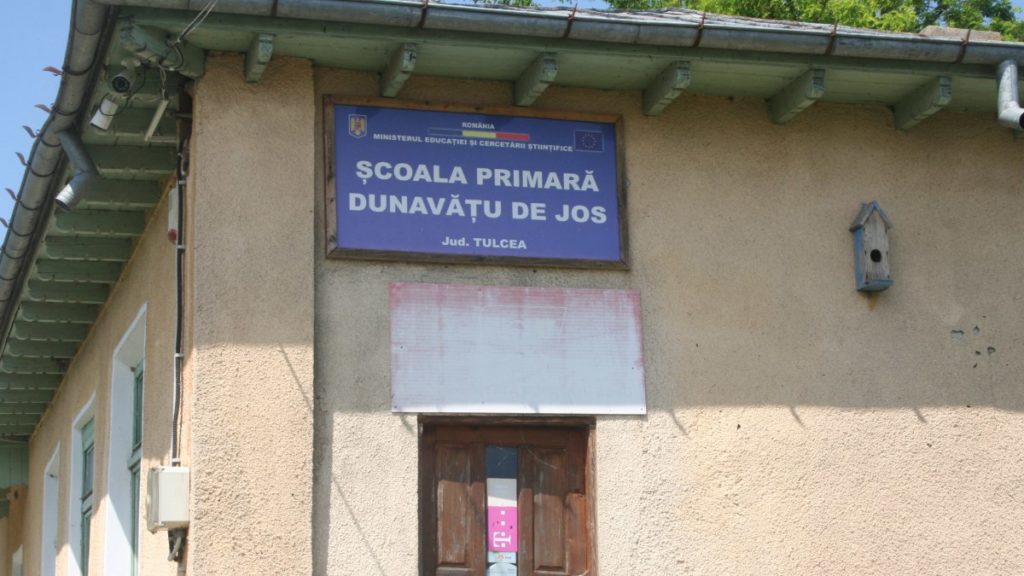 ROMÂNIA
MINISTERUL EDUCAȚIEI ȘI CERCETĂRII ȘTIINȚIFICE
ȘCOALA PRIMARĂ
DUNAVĂȚU DE JOS
Jud. TULCEA
T